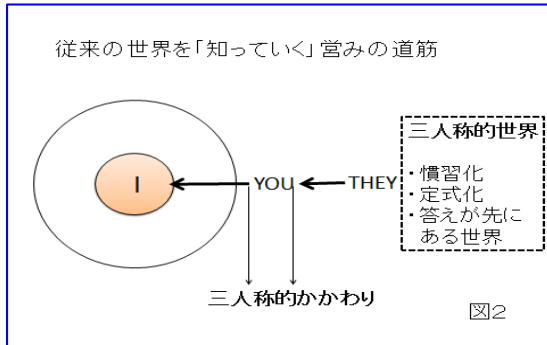 従来の世界を「知っていく」営みの道筋
三人称的世界
・慣習化
・定式化
・答えが先に
ある世界
I
YOU
THEY
三人称的かかわり
図2